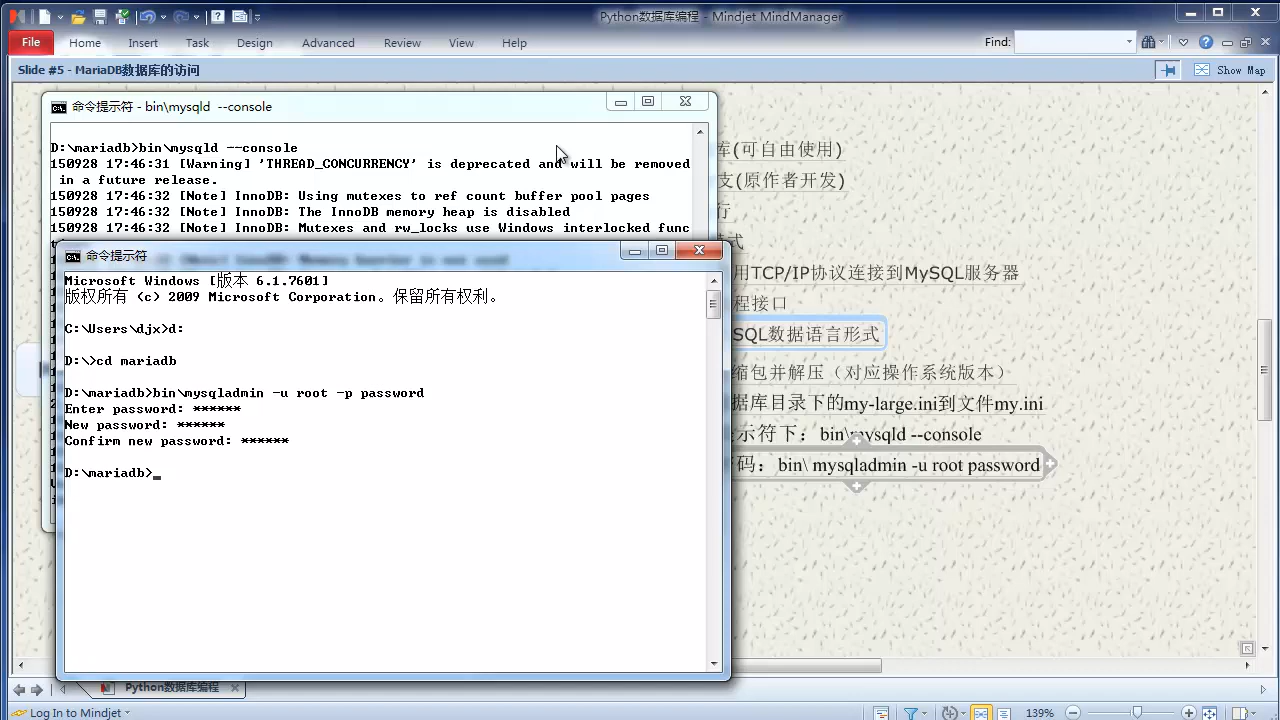 Python数据库编程 - Mindjet MindManager
File Home Insert Task Design Advanced Review View Help Find:
Slide #5 - MariaDB数据库的访问 Show Map
命令提示符 - bin\mysqld --console
D:\mariadb>bin\mysqld --console
150928 17:46:31 [Warning] 'THREAD_CONCURRENCY' is deprecated and will be removed
in a future release.
150928 17:46:32 [Note] InnoDB: Using mutexes to ref count buffer pool pages
150928 17:46:32 [Note] InnoDB: The InnoDB memory heap is disabled
150928 17:46:32 [Note] InnoDB: Mutexes and rw_locks use Windows interlocked func
命令提示符
Microsoft Windows [版本 6.1.7601]
版权所有 (c) 2009 Microsoft Corporation。保留所有权利。
C:\Users\djx>d:
D:\>cd mariadb
D:\mariadb>bin\mysqladmin -u root -p password
Enter password: ******
New password: ******
Confirm new password: ******
D:\mariadb>
库(可自由使用)
支(原作者开发)
行
式
用TCP/IP协议连接到MySQL服务器
程接口
SQL数据语言形式
缩包并解压（对应操作系统版本）
据库目录下的my-large.ini到文件my.ini
示符下：bin\mysqld --console
码：bin\ mysqladmin -u root password
Python数据库编程
Log In to Mindjet 139%